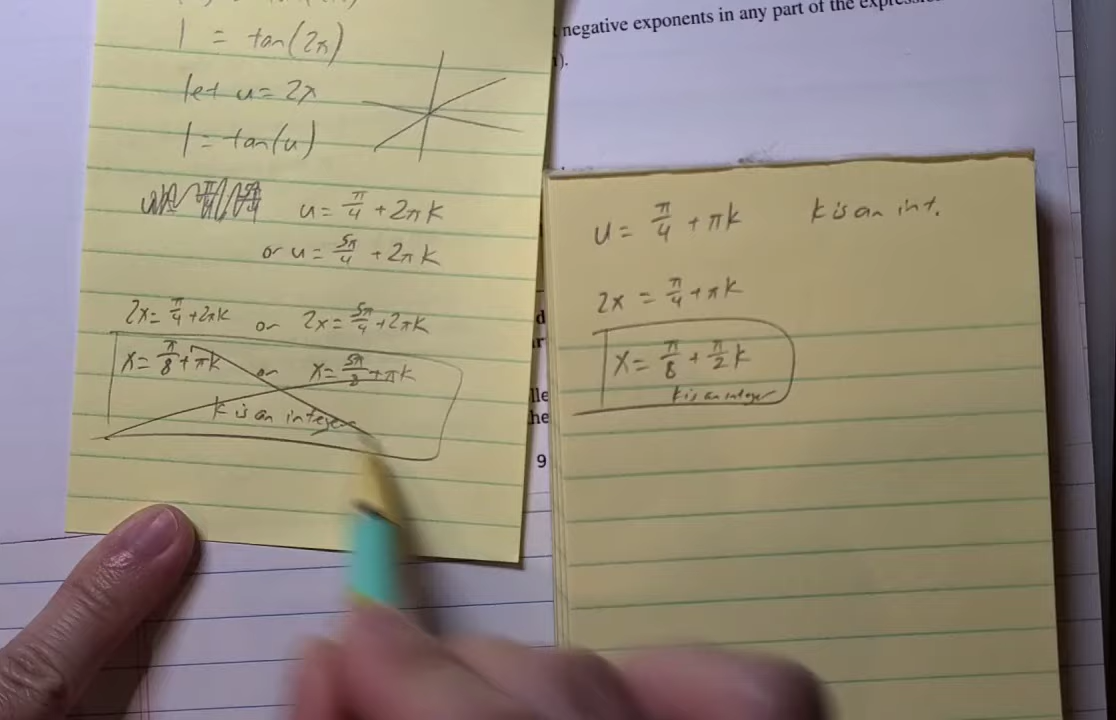 negative exponents in any part of the
).
1 = tan(2x)
let u = 2x
1 = tan(u)
u = π/4 + 2πk
or u = 5π/4 + 2πk
2x = π/4 + 2πk or 2x = 5π/4 + 2πk
x = π/8 + πk or x = 5π/8 + πk
k is an integer
u = π/4 + πk k is an int.
2x = π/4 + πk
x = π/8 + π/2 k
k is an integer
9